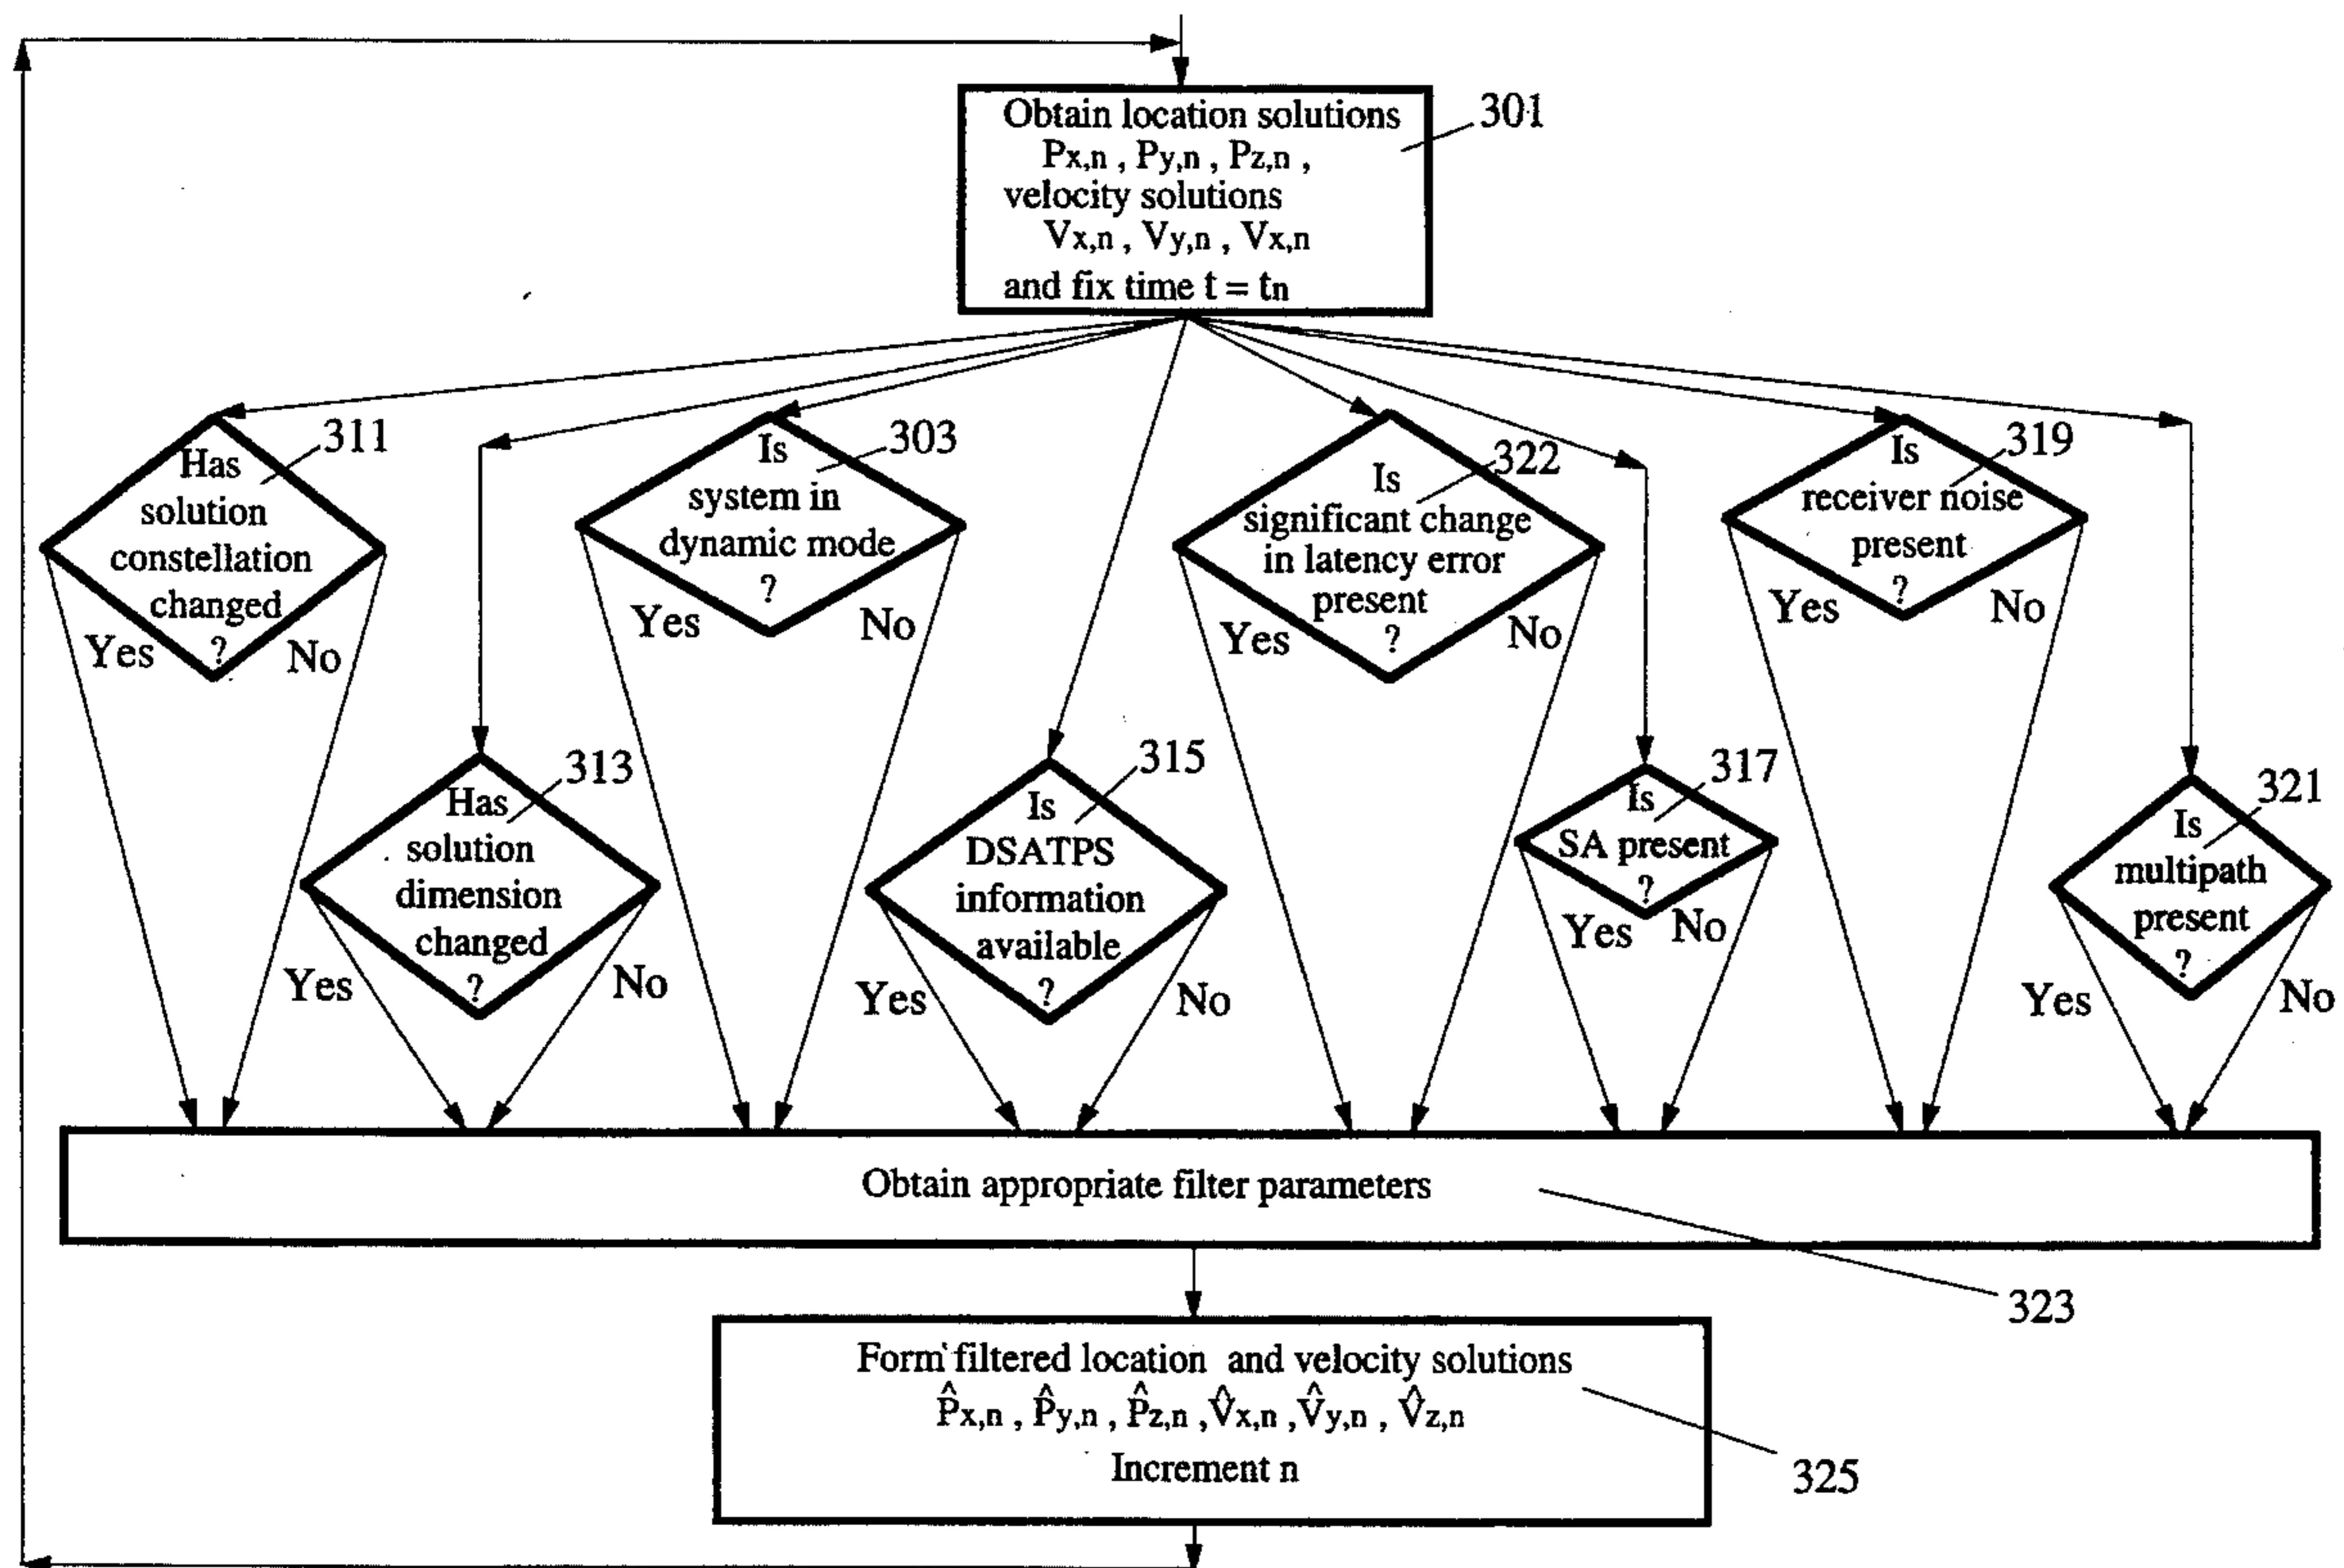 Obtain location solutions
Px,n , Py,n , Pz,n ,
velocity solutions
Vx,n , Vy,n , Vx,n
and fix time t = tn
301
Has
solution
constellation
changed
?
311
Yes
No
Has
solution
dimension
changed
?
313
Yes
No
Is
system in
dynamic mode
?
303
Yes
No
Is
DSATPS
information
available
?
315
Yes
No
Is
significant change
in latency error
present
?
322
Yes
No
Is
SA present
?
317
Yes
No
Is
receiver noise
present
?
319
Yes
No
Is
multipath
present
?
321
Yes
No
Obtain appropriate filter parameters
323
Form filtered location and velocity solutions
P̂x,n , P̂y,n , P̂z,n , V̂x,n , V̂y,n , V̂z,n
Increment n
325